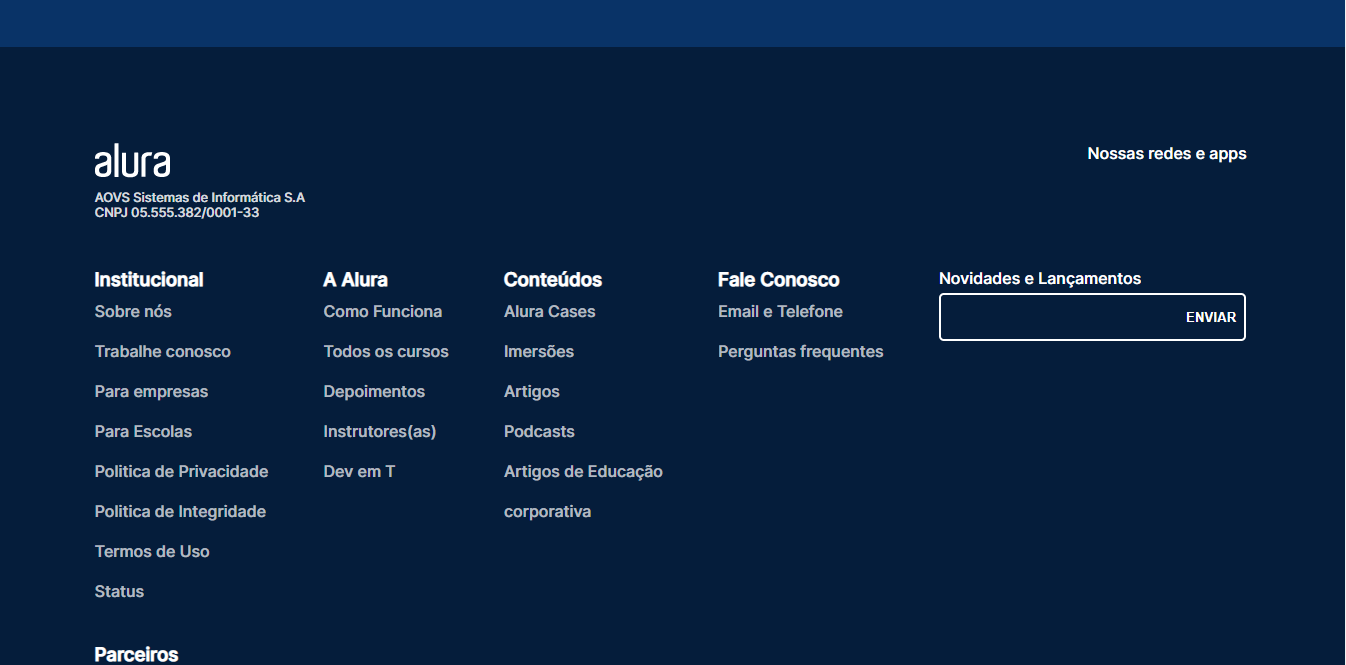 alura
AOVS Sistemas de Informática S.A
CNPJ 05.555.382/0001-33
Nossas redes e apps
Institucional
Sobre nós
Trabalhe conosco
Para empresas
Para Escolas
Politica de Privacidade
Politica de Integridade
Termos de Uso
Status
A Alura
Como Funciona
Todos os cursos
Depoimentos
Instrutores(as)
Dev em T
Conteúdos
Alura Cases
Imersões
Artigos
Podcasts
Artigos de Educação
corporativa
Fale Conosco
Email e Telefone
Perguntas frequentes
Novidades e Lançamentos
ENVIAR
Parceiros